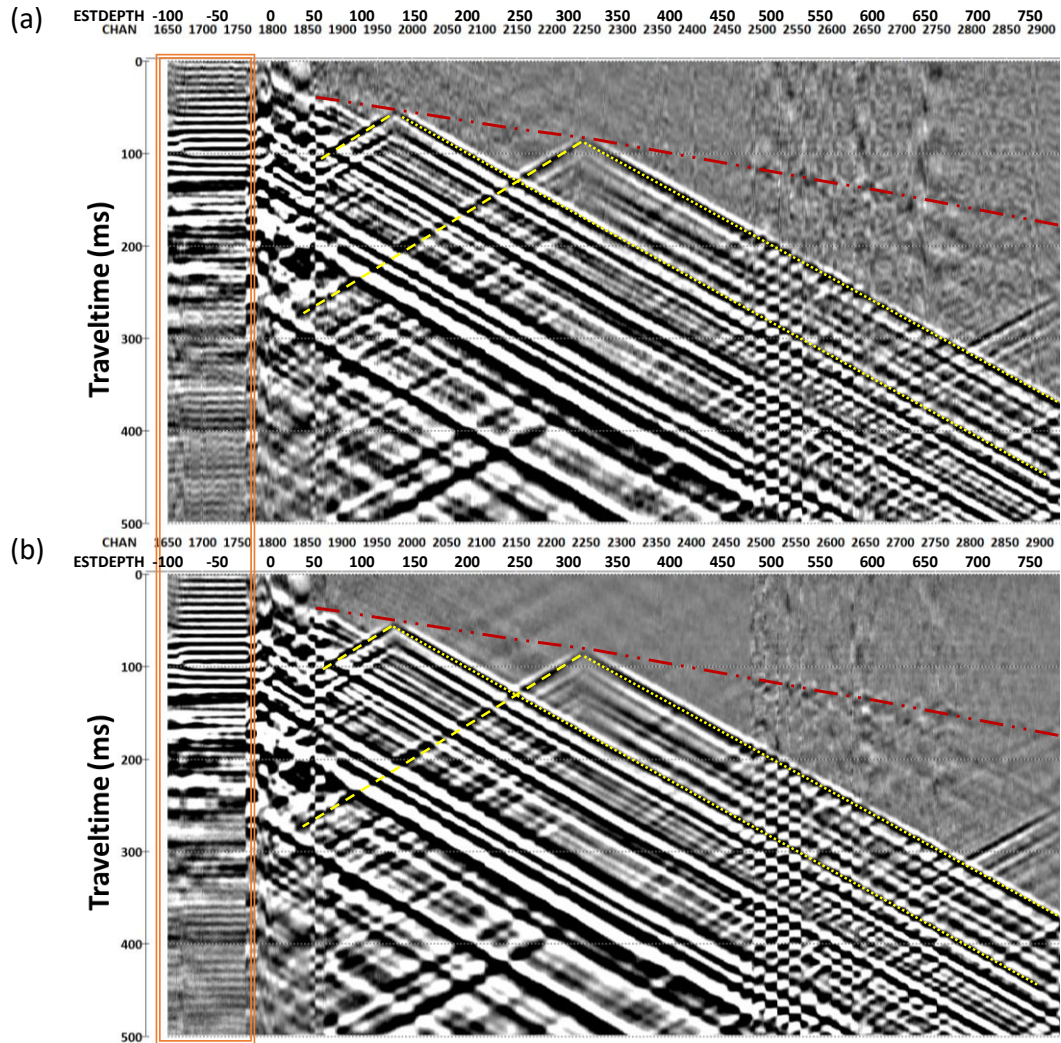 (a) ESTDEPTH -100 -50 0 50 100 150 200 250 300 350 400 450 500 550 600 650 700 750
CHAN 1650 1700 1750 1800 1850 1900 1950 2000 2050 2100 2150 2200 2250 2300 2350 2400 2450 2500 2550 2600 2650 2700 2750 2800 2850 2900
0
100
200
300
400
500
Traveltime (ms)
(b) CHAN 1650 1700 1750 1800 1850 1900 1950 2000 2050 2100 2150 2200 2250 2300 2350 2400 2450 2500 2550 2600 2650 2700 2750 2800 2850 2900
ESTDEPTH -100 -50 0 50 100 150 200 250 300 350 400 450 500 550 600 650 700 750
0
100
200
300
400
500
Traveltime (ms)